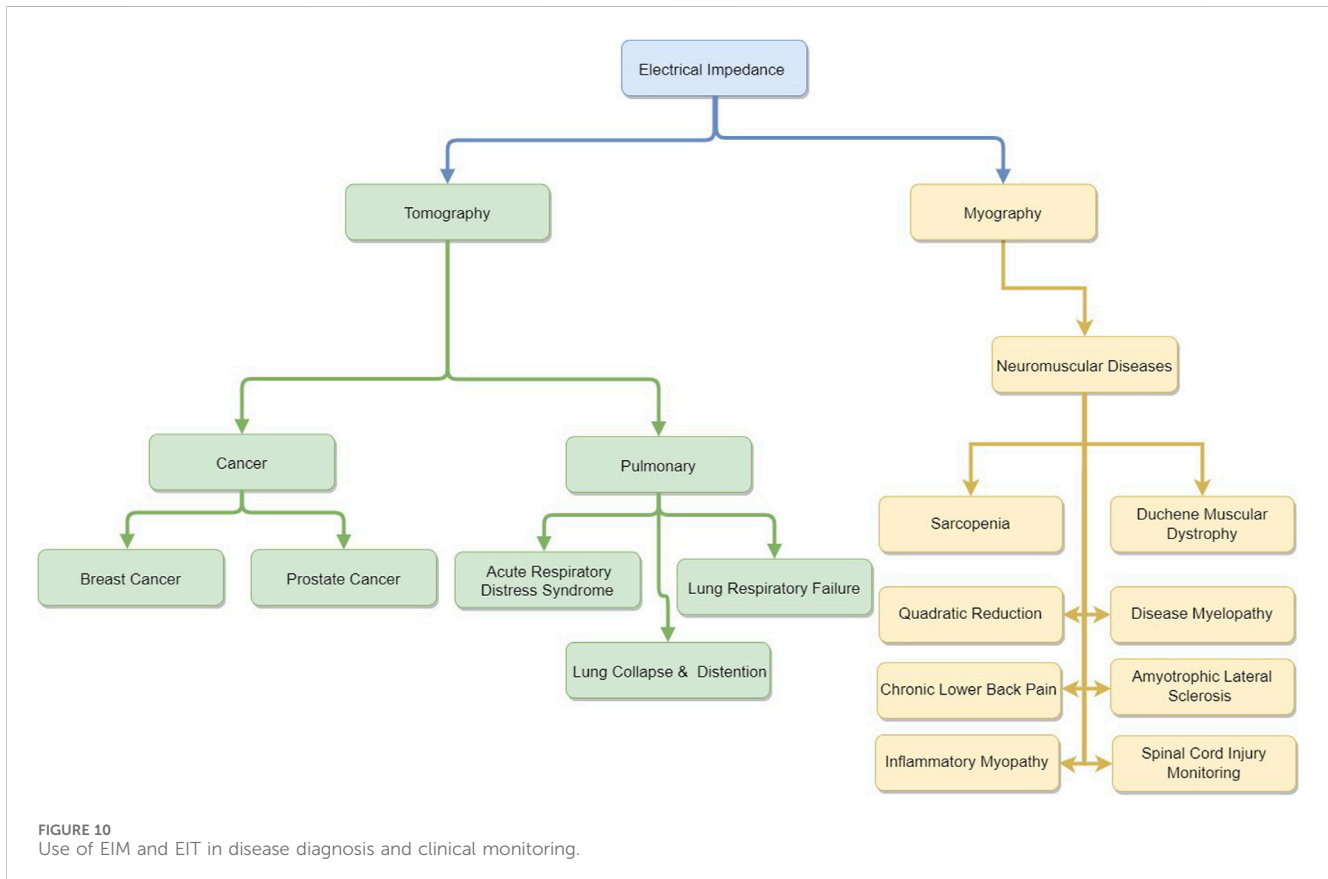 Electrical Impedance
Tomography
Myography
Neuromuscular Diseases
Cancer
Pulmonary
Sarcopenia
Duchene Muscular
Dystrophy
Breast Cancer
Prostate Cancer
Acute Respiratory
Distress Syndrome
Lung Respiratory Failure
Quadratic Reduction
Disease Myelopathy
Lung Collapse & Distention
Chronic Lower Back Pain
Amyotrophic Lateral
Sclerosis
Inflammatory Myopathy
Spinal Cord Injury
Monitoring
FIGURE 10
Use of EIM and EIT in disease diagnosis and clinical monitoring.